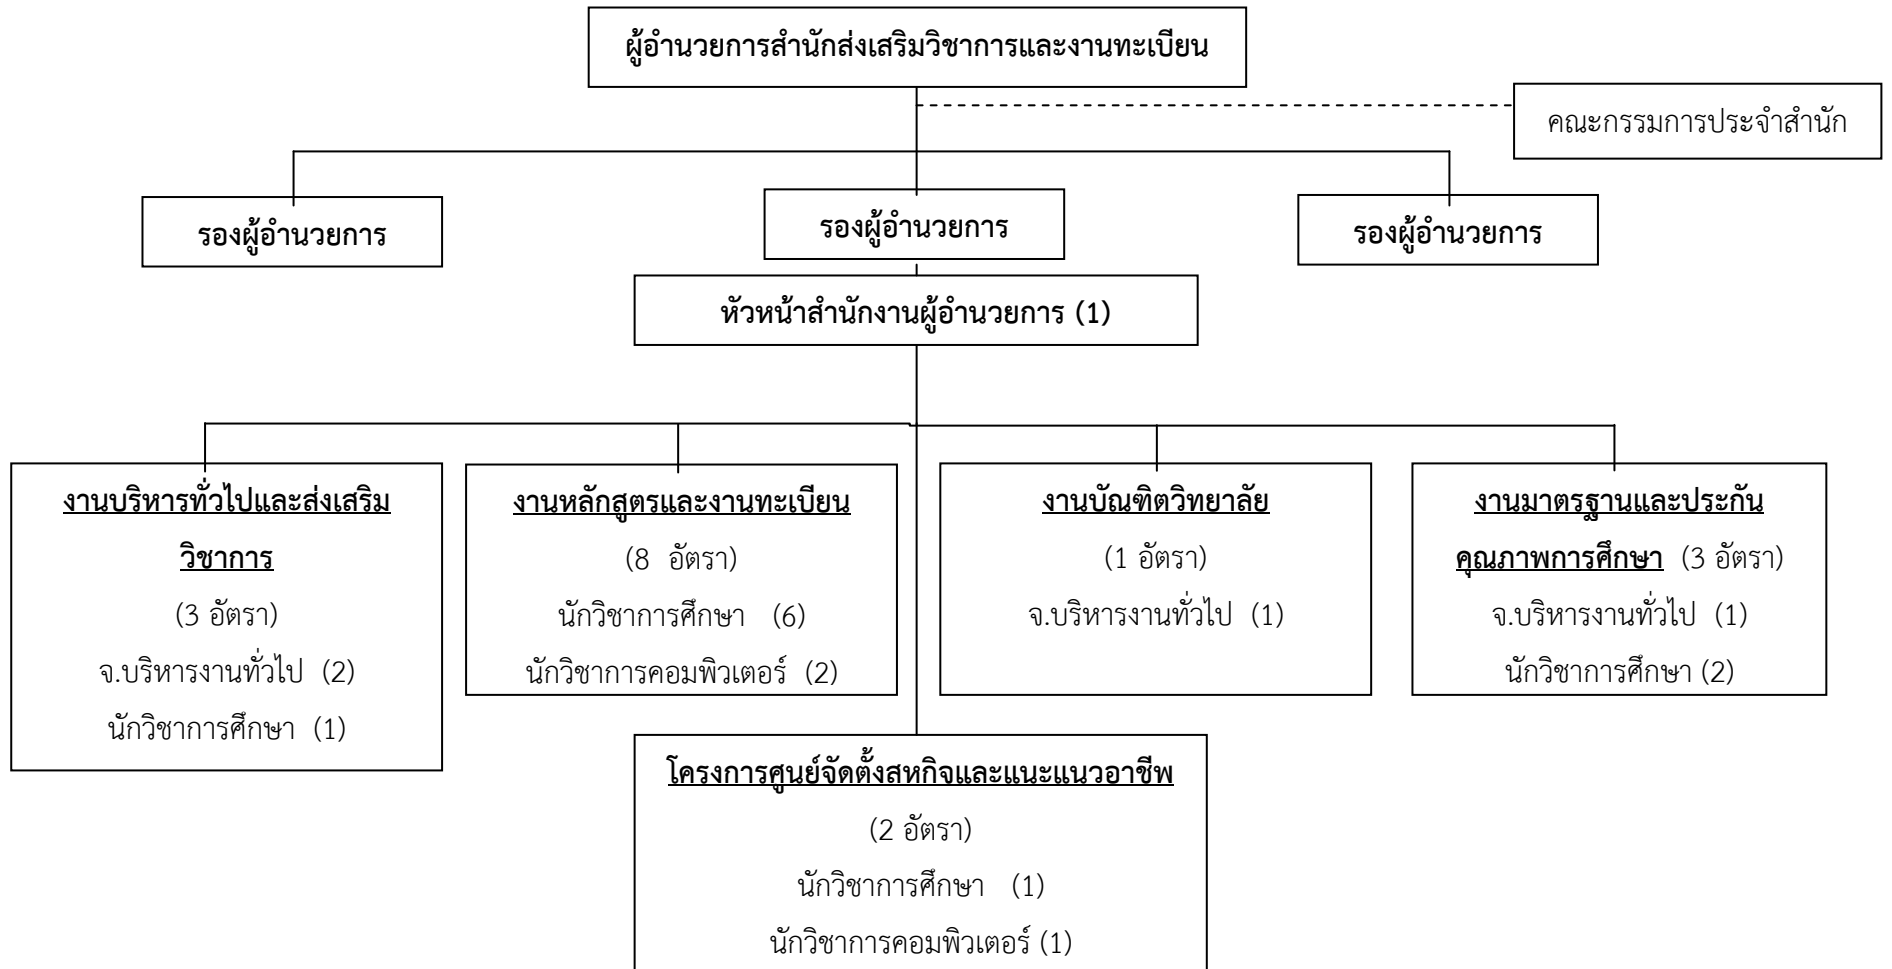 ผู้อำนวยการสำนักส่งเสริมวิชาการและงานทะเบียน
คณะกรรมการประจำสำนัก
รองผู้อำนวยการ
รองผู้อำนวยการ
รองผู้อำนวยการ
หัวหน้าสำนักงานผู้อำนวยการ (1)
งานบริหารทั่วไปและส่งเสริม
วิชาการ
(3 อัตรา)
จ.บริหารงานทั่วไป (2)
นักวิชาการศึกษา (1)
งานหลักสูตรและงานทะเบียน
(8 อัตรา)
นักวิชาการศึกษา (6)
นักวิชาการคอมพิวเตอร์ (2)
งานบัณฑิตวิทยาลัย
(1 อัตรา)
จ.บริหารงานทั่วไป (1)
งานมาตรฐานและประกัน
คุณภาพการศึกษา (3 อัตรา)
จ.บริหารงานทั่วไป (1)
นักวิชาการศึกษา (2)
โครงการศูนย์จัดตั้งสหกิจและแนะแนวอาชีพ
(2 อัตรา)
นักวิชาการศึกษา (1)
นักวิชาการคอมพิวเตอร์ (1)